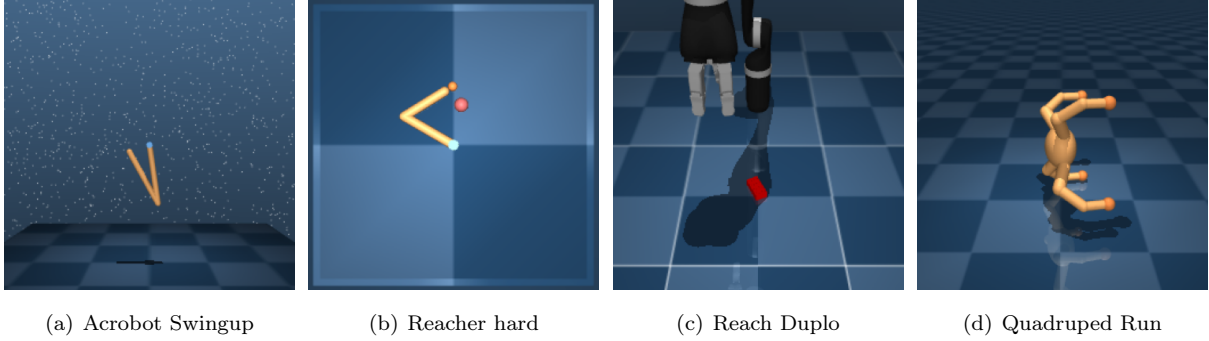 (a) Acrobot Swingup
(b) Reacher hard
(c) Reach Duplo
(d) Quadruped Run